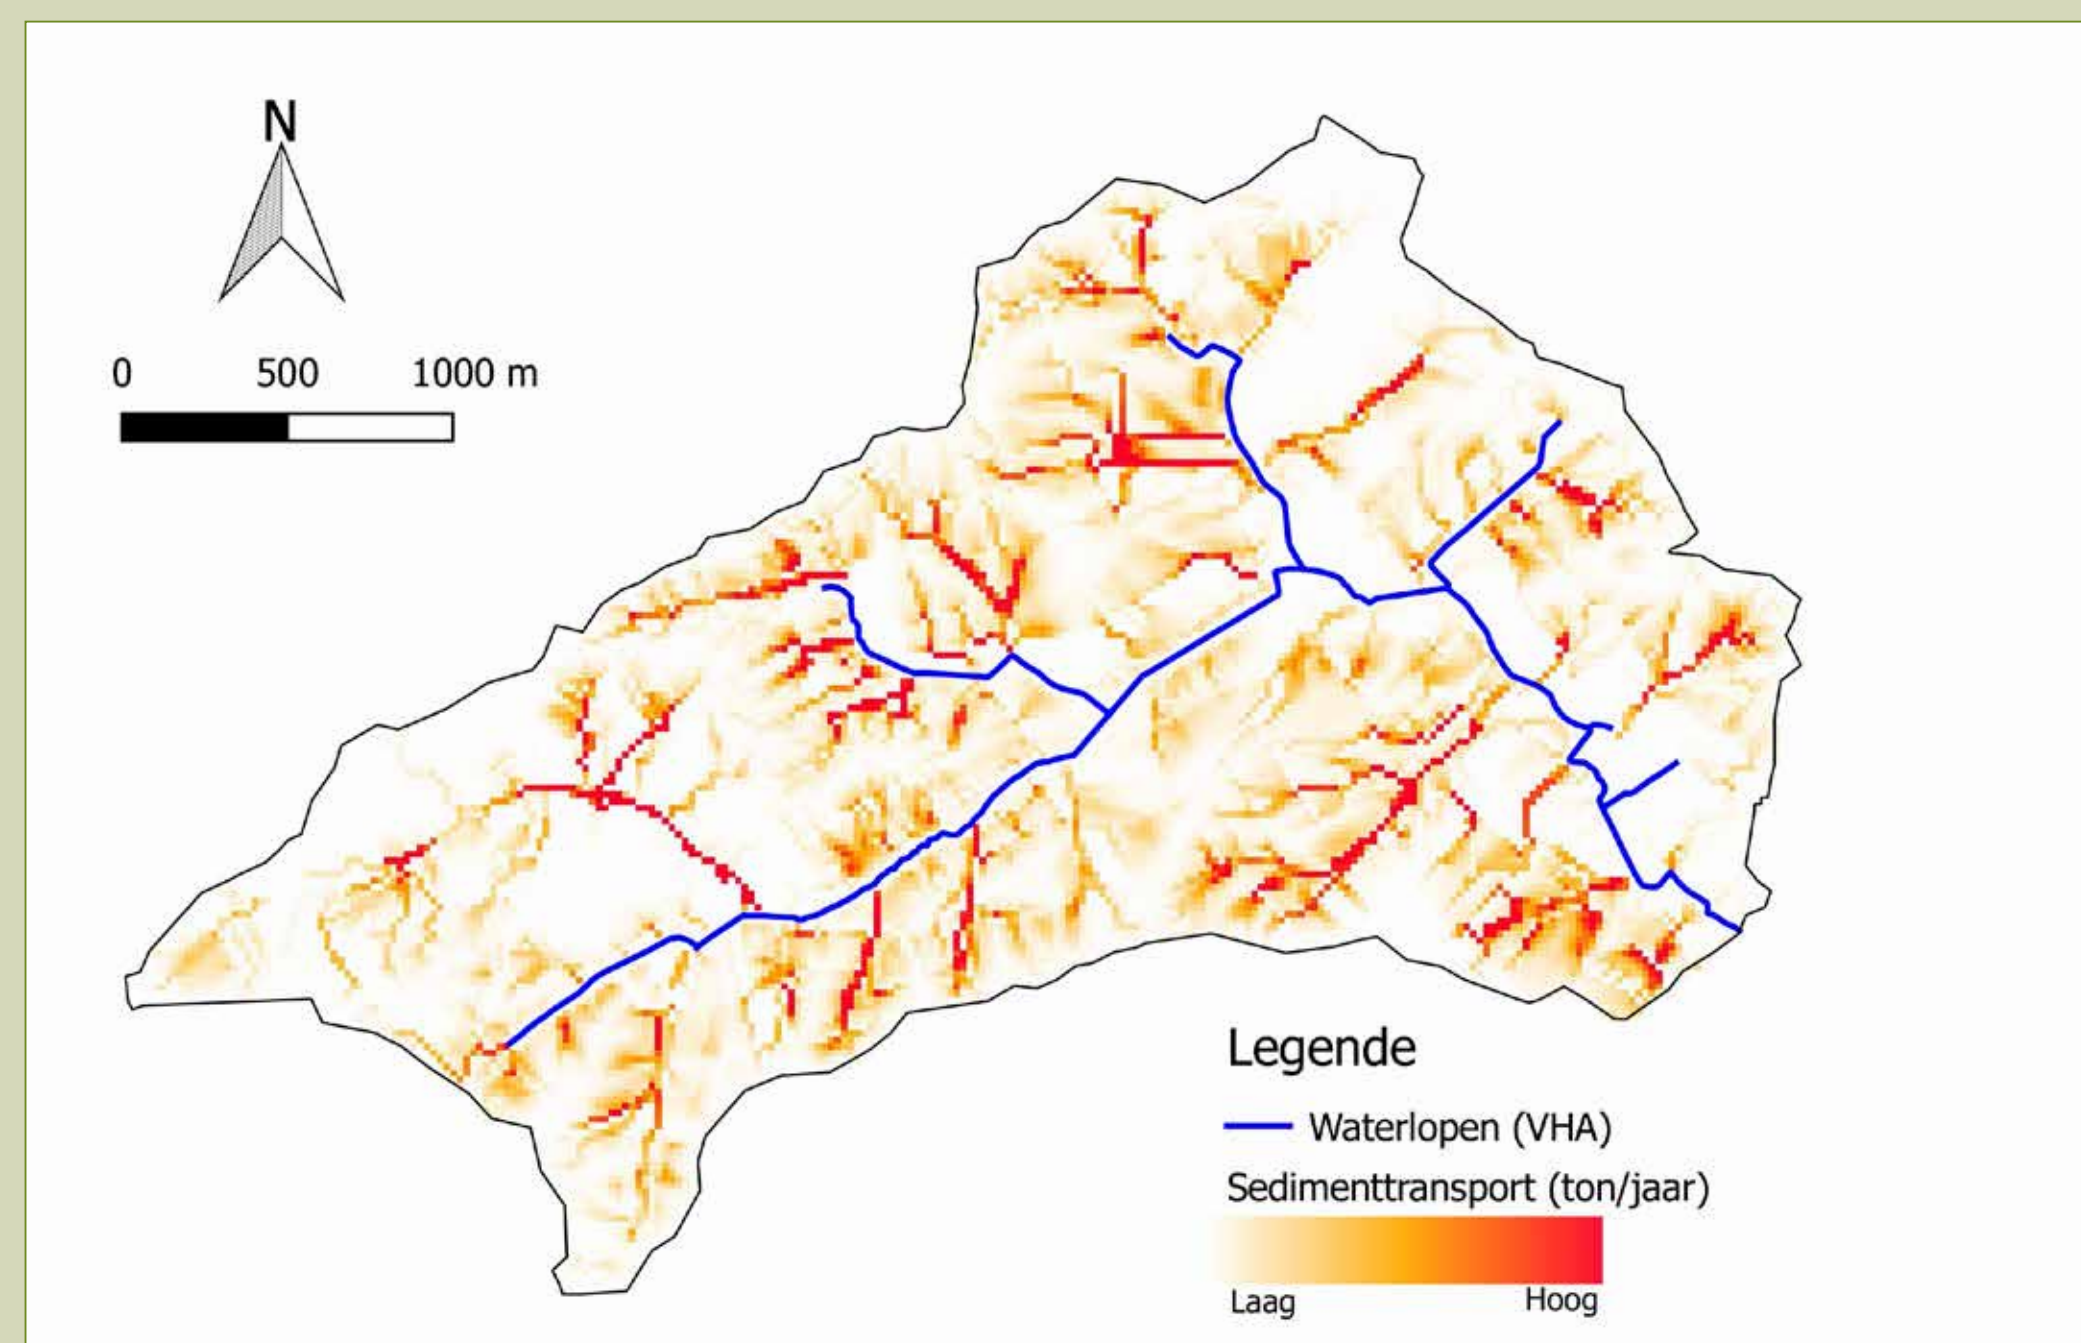 N
0 500 1000 m
Legende
Waterlopen (VHA)
Sedimenttransport (ton/jaar)
Laag Hoog